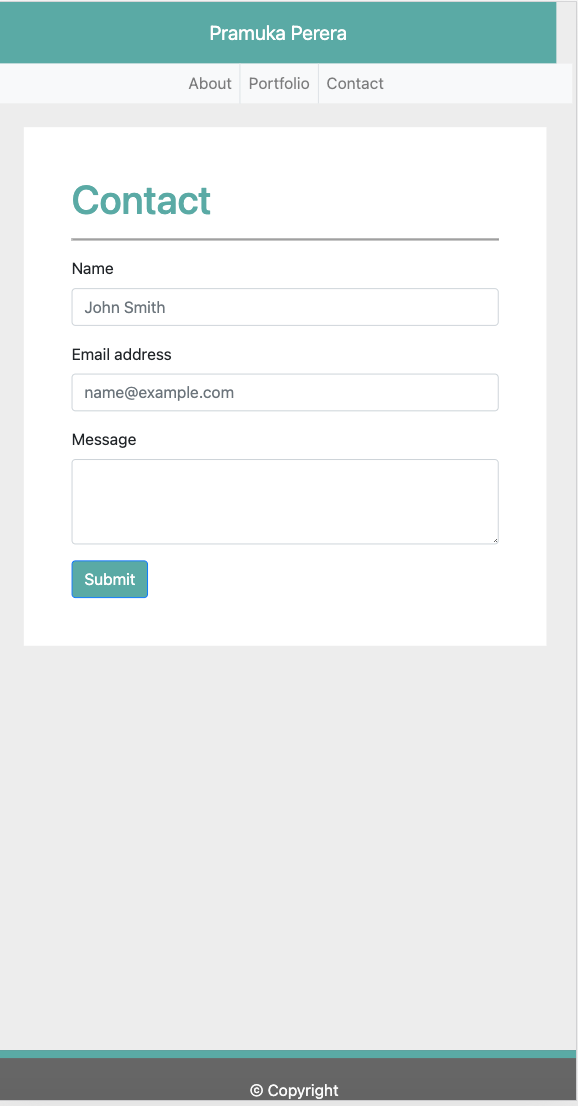 Pramuka Perera
About Portfolio Contact
Contact
Name
John Smith
Email address
name@example.com
Message
Submit
© Copyright